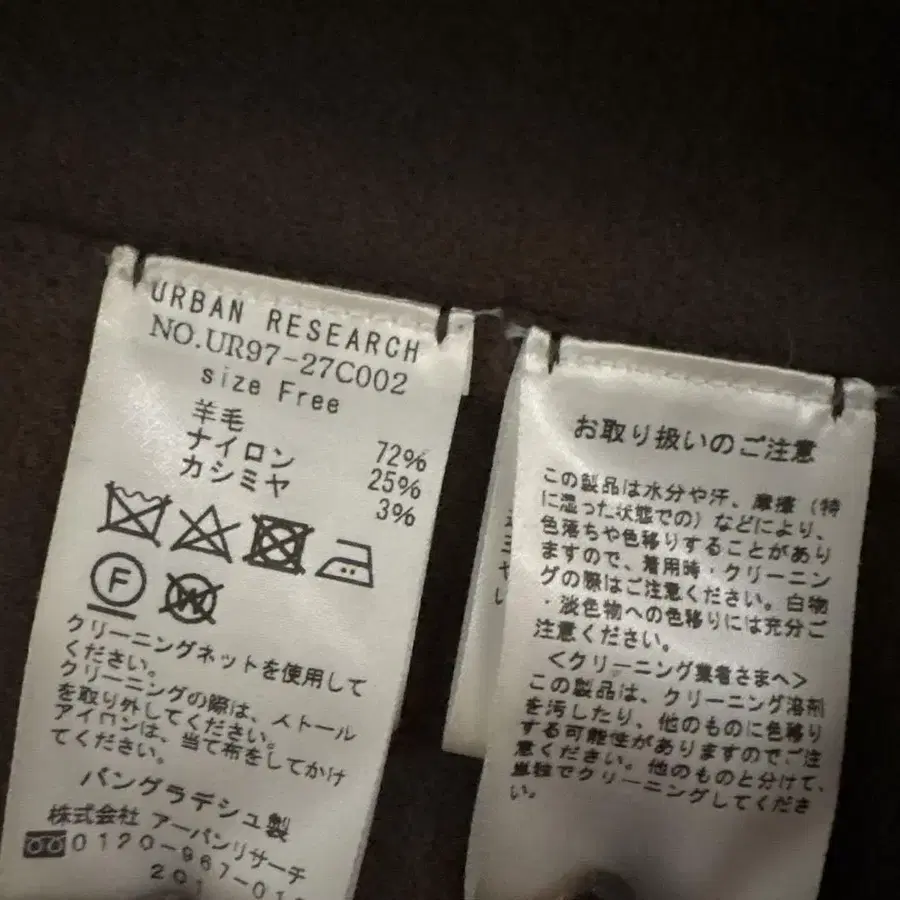 URBAN RESEARCH
NO.UR97-27C002
size Free
羊毛 72%
ナイロン 25%
カシミヤ 3%
F
W
クリーニングネットを使用して
ください。
クリーニングの際は、ストール
を取り外してください。
アイロンは、当て布をしてかけ
てください。
バングラデシュ製
株式会社 アーバンリサーチ
0120-967-01
201
お取り扱いのご注意
この製品は水分や汗、摩擦(特
に湿った状態での)などにより、
色落ちや色移りすることがあり
ますので、着用時・クリーニン
グの際はご注意ください。白物
・淡色物への色移りには充分ご
注意ください。
<クリーニング業者さまへ>
この製品は、クリーニング溶剤
を汚したり、他のものに色移り
する可能性がありますのでご注
意ください。他のものと分けて、
単独でクリーニングしてくださ
い。